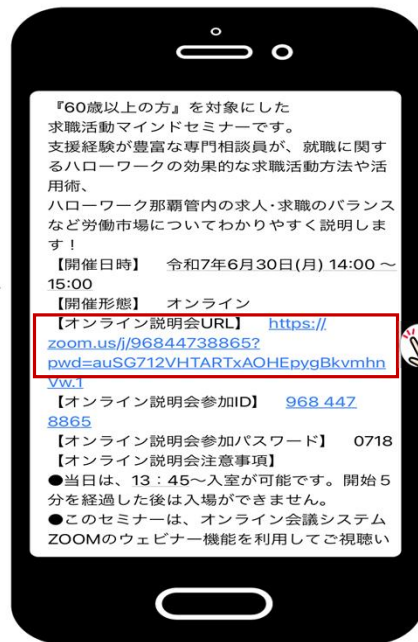 『60歳以上の方』を対象にした
求職活動マインドセミナーです。
支援経験が豊富な専門相談員が、就職に関す
るハローワークの効果的な求職活動方法や活
用術、
ハローワーク那覇管内の求人・求職のバランス
など労働市場についてわかりやすく説明しま
す！
【開催日時】　令和7年6月30日(月) 14:00～
15:00
【開催形態】　オンライン
【オンライン説明会URL】　https://
zoom.us/j/96844738865?
pwd=auSG712VHTARTxAOHEpygBkvmhn
Vw.1
【オンライン説明会参加ID】　968 447
8865
【オンライン説明会参加パスワード】　0718
【オンライン説明会注意事項】
●当日は、13：45～入室が可能です。開始５
分を経過した後は入場ができません。
●このセミナーは、オンライン会議システム
ZOOMのウェビナー機能を利用してご視聴い